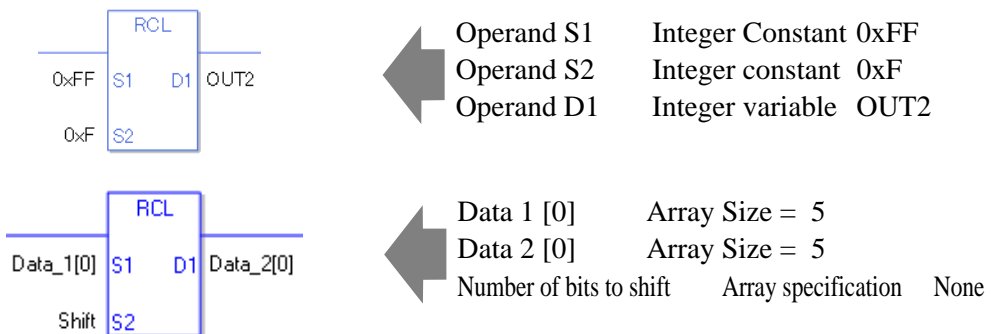 RCL
0xFF S1 D1 OUT2
0xF S2
Operand S1 Integer Constant 0xFF
Operand S2 Integer constant 0xF
Operand D1 Integer variable OUT2
RCL
Data_1[0] S1 D1 Data_2[0]
Shift S2
Data 1 [0] Array Size = 5
Data 2 [0] Array Size = 5
Number of bits to shift Array specification None